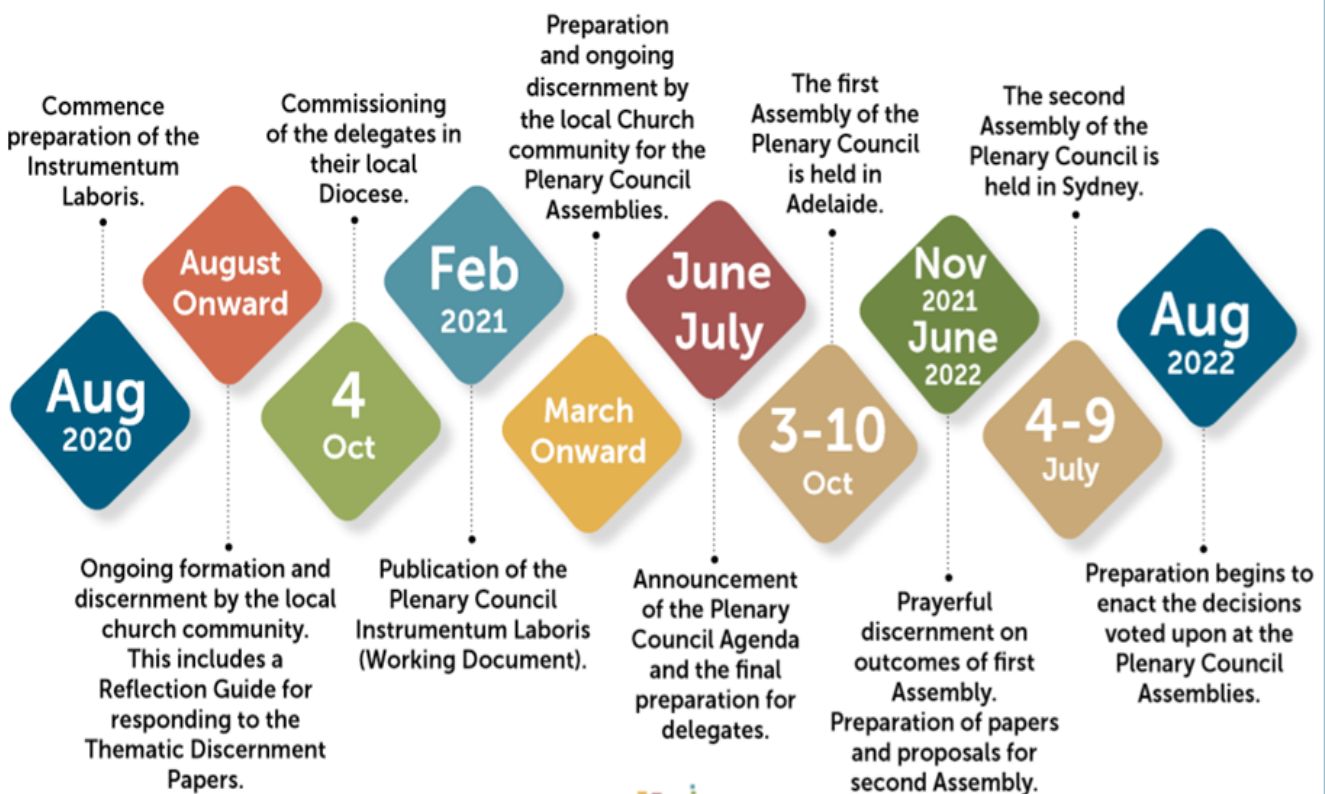 Commence
preparation of the
Instrumentum
Laboris.
Aug
2020
August
Onward
Ongoing formation and
discernment by the local
church community.
This includes a
Reflection Guide for
responding to the
Thematic Discernment
Papers.
Commissioning
of the delegates in
their local
Diocese.
4
Oct
Feb
2021
Publication of the
Plenary Council
Instrumentum Laboris
(Working Document).
Preparation
and ongoing
discernment by
the local Church
community for the
Plenary Council
Assemblies.
March
Onward
June
July
Announcement
of the Plenary
Council Agenda
and the final
preparation for
delegates.
The first
Assembly of the
Plenary Council
is held in
Adelaide.
3-10
Oct
Nov
2021
June
2022
Prayerful
discernment on
outcomes of first
Assembly.
Preparation of papers
and proposals for
second Assembly.
The second
Assembly of the
Plenary Council is
held in Sydney.
4-9
July
Aug
2022
Preparation begins to
enact the decisions
voted upon at the
Plenary Council
Assemblies.